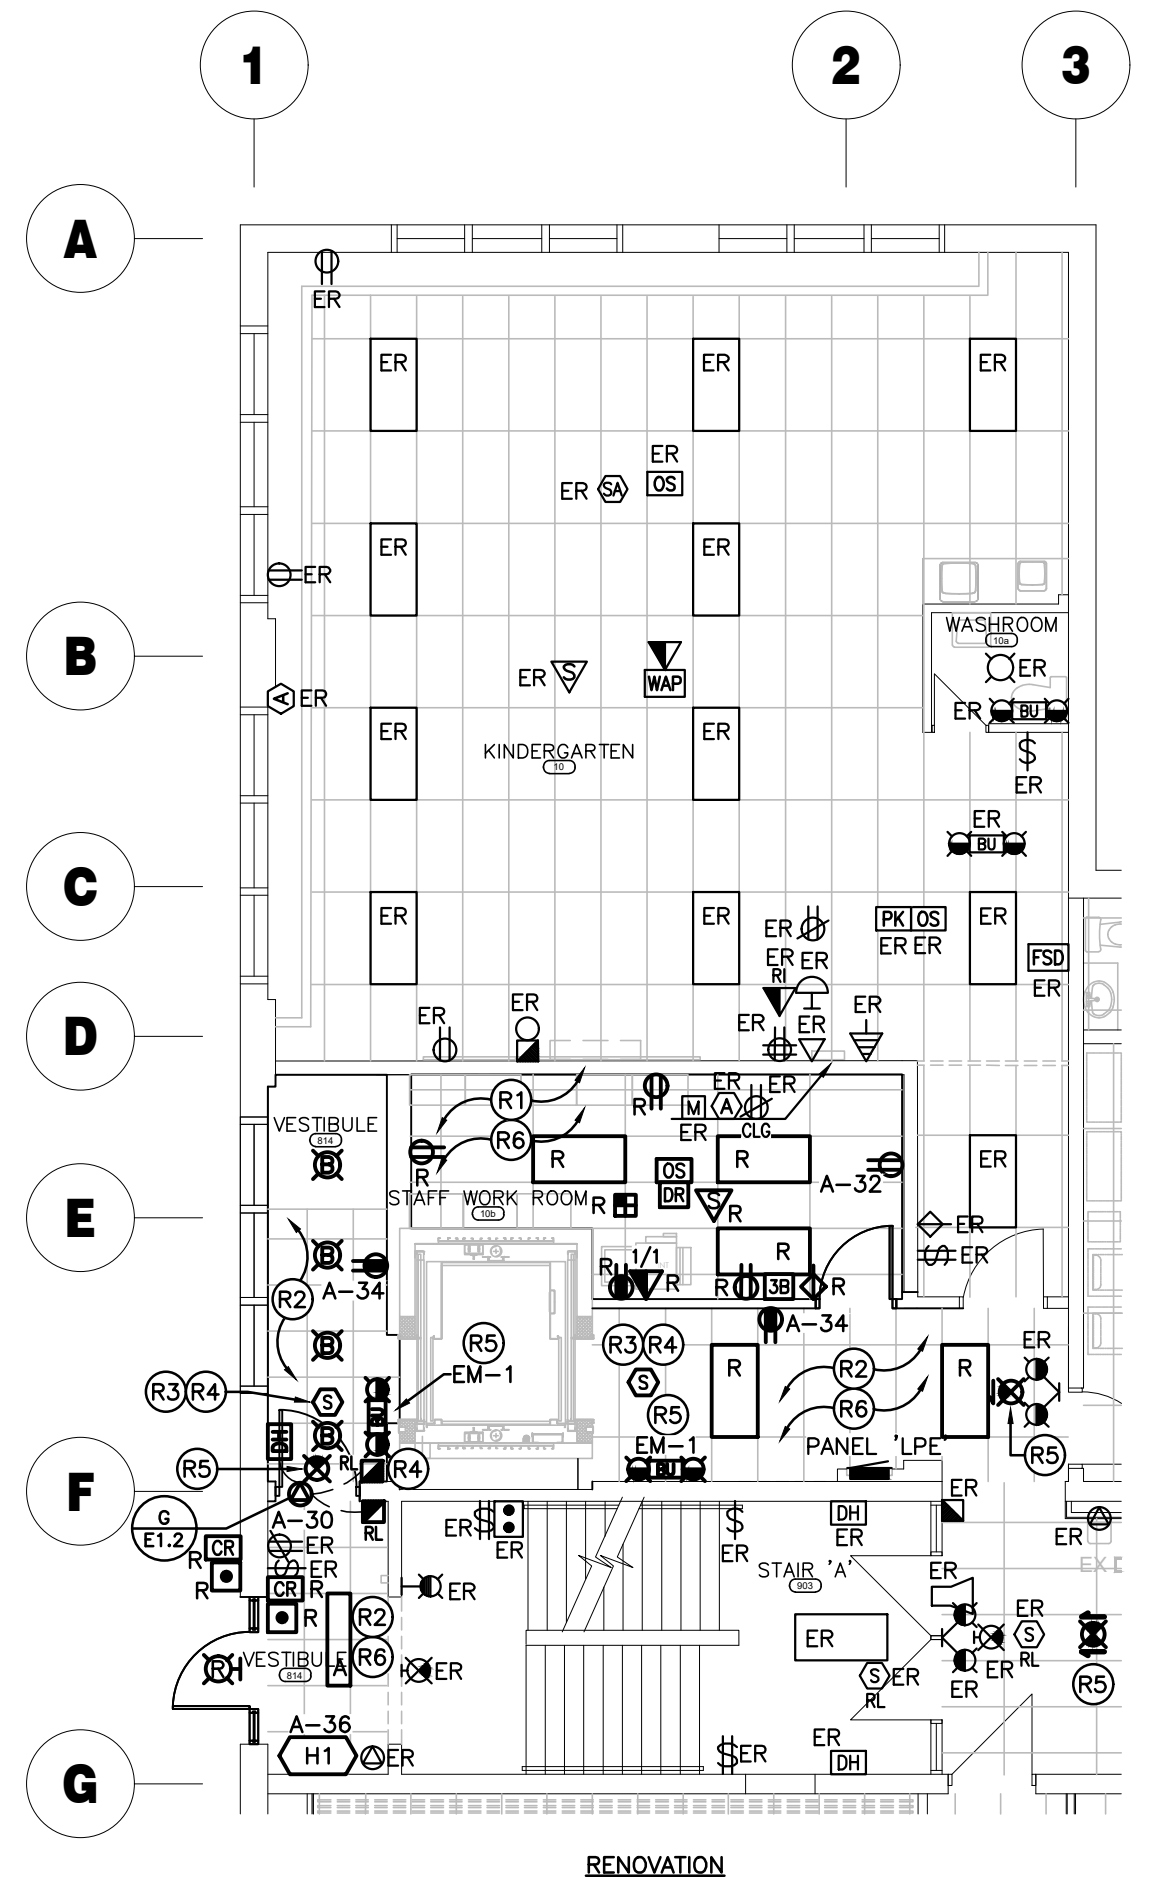 1
2
3
A
ER
ER
ER
ER
ER
ER SA
OS
ER
ER
ER
B
WASHROOM
10a
ER
ER S
WAP
A ER
ER BU
ER
ER
KINDERGARTEN
10
$
ER
ER
BU
C
ER
ER
ER
ER
PK OS
ER ER
FSD
ER
ER ER
RI
ER
ER
ER
D
ER
ER
R1
ER
ER
M A
R
CLG
ER
VESTIBULE
814
R6
B
R
R
R
OS
DR
ER
A-32
E
STAFF WORK ROOM
10b
R
S
R
ER
B
R
1/1
ER
A-34
R
R
R
3B
R
R2
A-34
B
R5
R3 R4
R
R2
R
ER
EM-1
R3 R4
S
S
BU
R5
R6
ER
DH
B
EM-1
PANEL 'LPE'
R5
R5
RL
R4
BU
F
ER
G
E1.2
A-30
RL
ER $
ER
$
ER
DH
ER
ER
EX
CR
R
ER
ER
STAIR 'A'
903
R
CR R
ER
ER
R
R2
ER
ER
S
RL
R
VESTIBULE
814
A
R6
ER
S ER
RL
ER
ER
R5
A-36
H1
ER
$ ER
ER
DH
G
RENOVATION